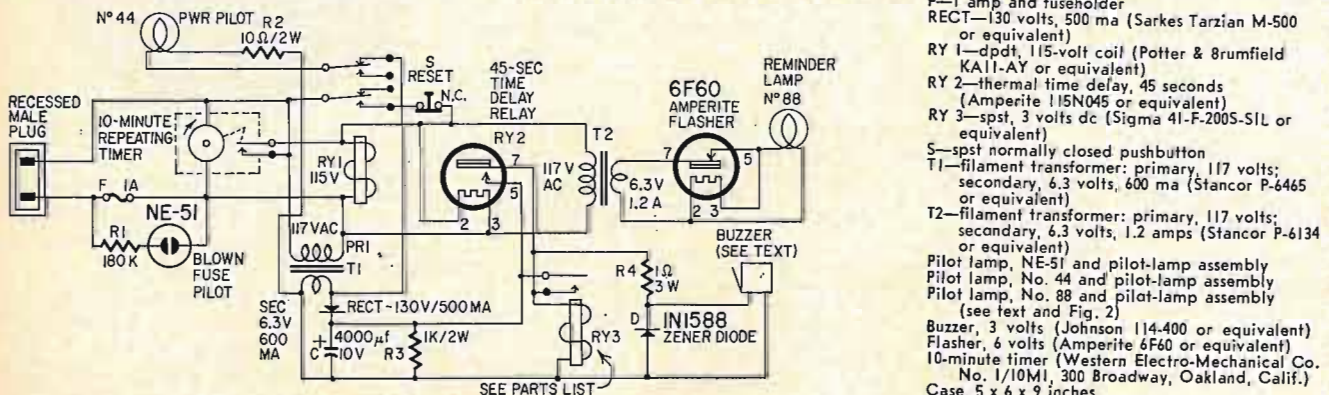 Nº 44
PWR PILOT
R2
10Ω/2W
S
RESET
N.C.
45-SEC
TIME
DELAY
RELAY
RY2
6F60
AMPERITE
FLASHER
REMINDER
LAMP
Nº 88
RECESSED
MALE
PLUG
10-MINUTE
REPEATING
TIMER
RY1
115V
7
5
2
3
117V
AC
T2
6.3V
1.2A
7
5
2 3
F 1A
NE-51
R1
180K
BLOWN
FUSE
PILOT
117VAC
PRI
T1
SEC
6.3V
600
MA
RECT-130V/500MA
+
C
4000µf
10V
R3
1K/2W
RY3
SEE PARTS LIST
R4
1Ω
3W
D
IN1588
ZENER DIODE
BUZZER
(SEE TEXT)
F—1 amp and fuseholder
RECT—130 volts, 500 ma (Sarkes Tarzian M-500
or equivalent)
RY 1—dpdt, 115-volt coil (Potter & Brumfield
KA11-AY or equivalent)
RY 2—thermal time delay, 45 seconds
(Amperite 115N045 or equivalent)
RY 3—spst, 3 volts dc (Sigma 41-F-200S-SIL or
equivalent)
S—spst normally closed pushbutton
T1—filament transformer: primary, 117 volts;
secondary, 6.3 volts, 600 ma (Stancor P-6465
or equivalent)
T2—filament transformer: primary, 117 volts;
secondary, 6.3 volts, 1.2 amps (Stancor P-6134
or equivalent)
Pilot lamp, NE-51 and pilot-lamp assembly
Pilot lamp, No. 44 and pilot-lamp assembly
Pilot lamp, No. 88 and pilot-lamp assembly
(see text and Fig. 2)
Buzzer, 3 volts (Johnson 114-400 or equivalent)
Flasher, 6 volts (Amperite 6F60 or equivalent)
10-minute timer (Western Electro-Mechanical Co.
No. 1/10M1, 300 Broadway, Oakland, Calif.)
Case, 5 x 6 x 9 inches